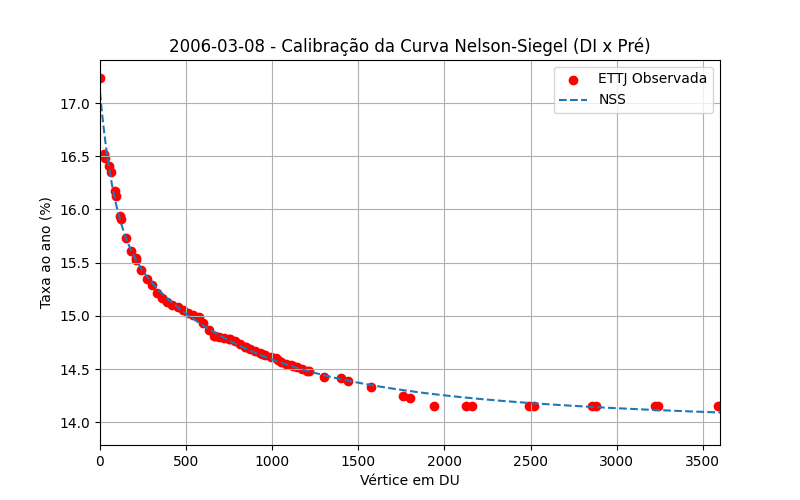 2006-03-08 - Calibração da Curva Nelson-Siegel (DI x Pré)
ETTJ Observada
NSS
Taxa ao ano (%)
17.0
16.5
16.0
15.5
15.0
14.5
14.0
0 500 1000 1500 2000 2500 3000 3500
Vértice em DU